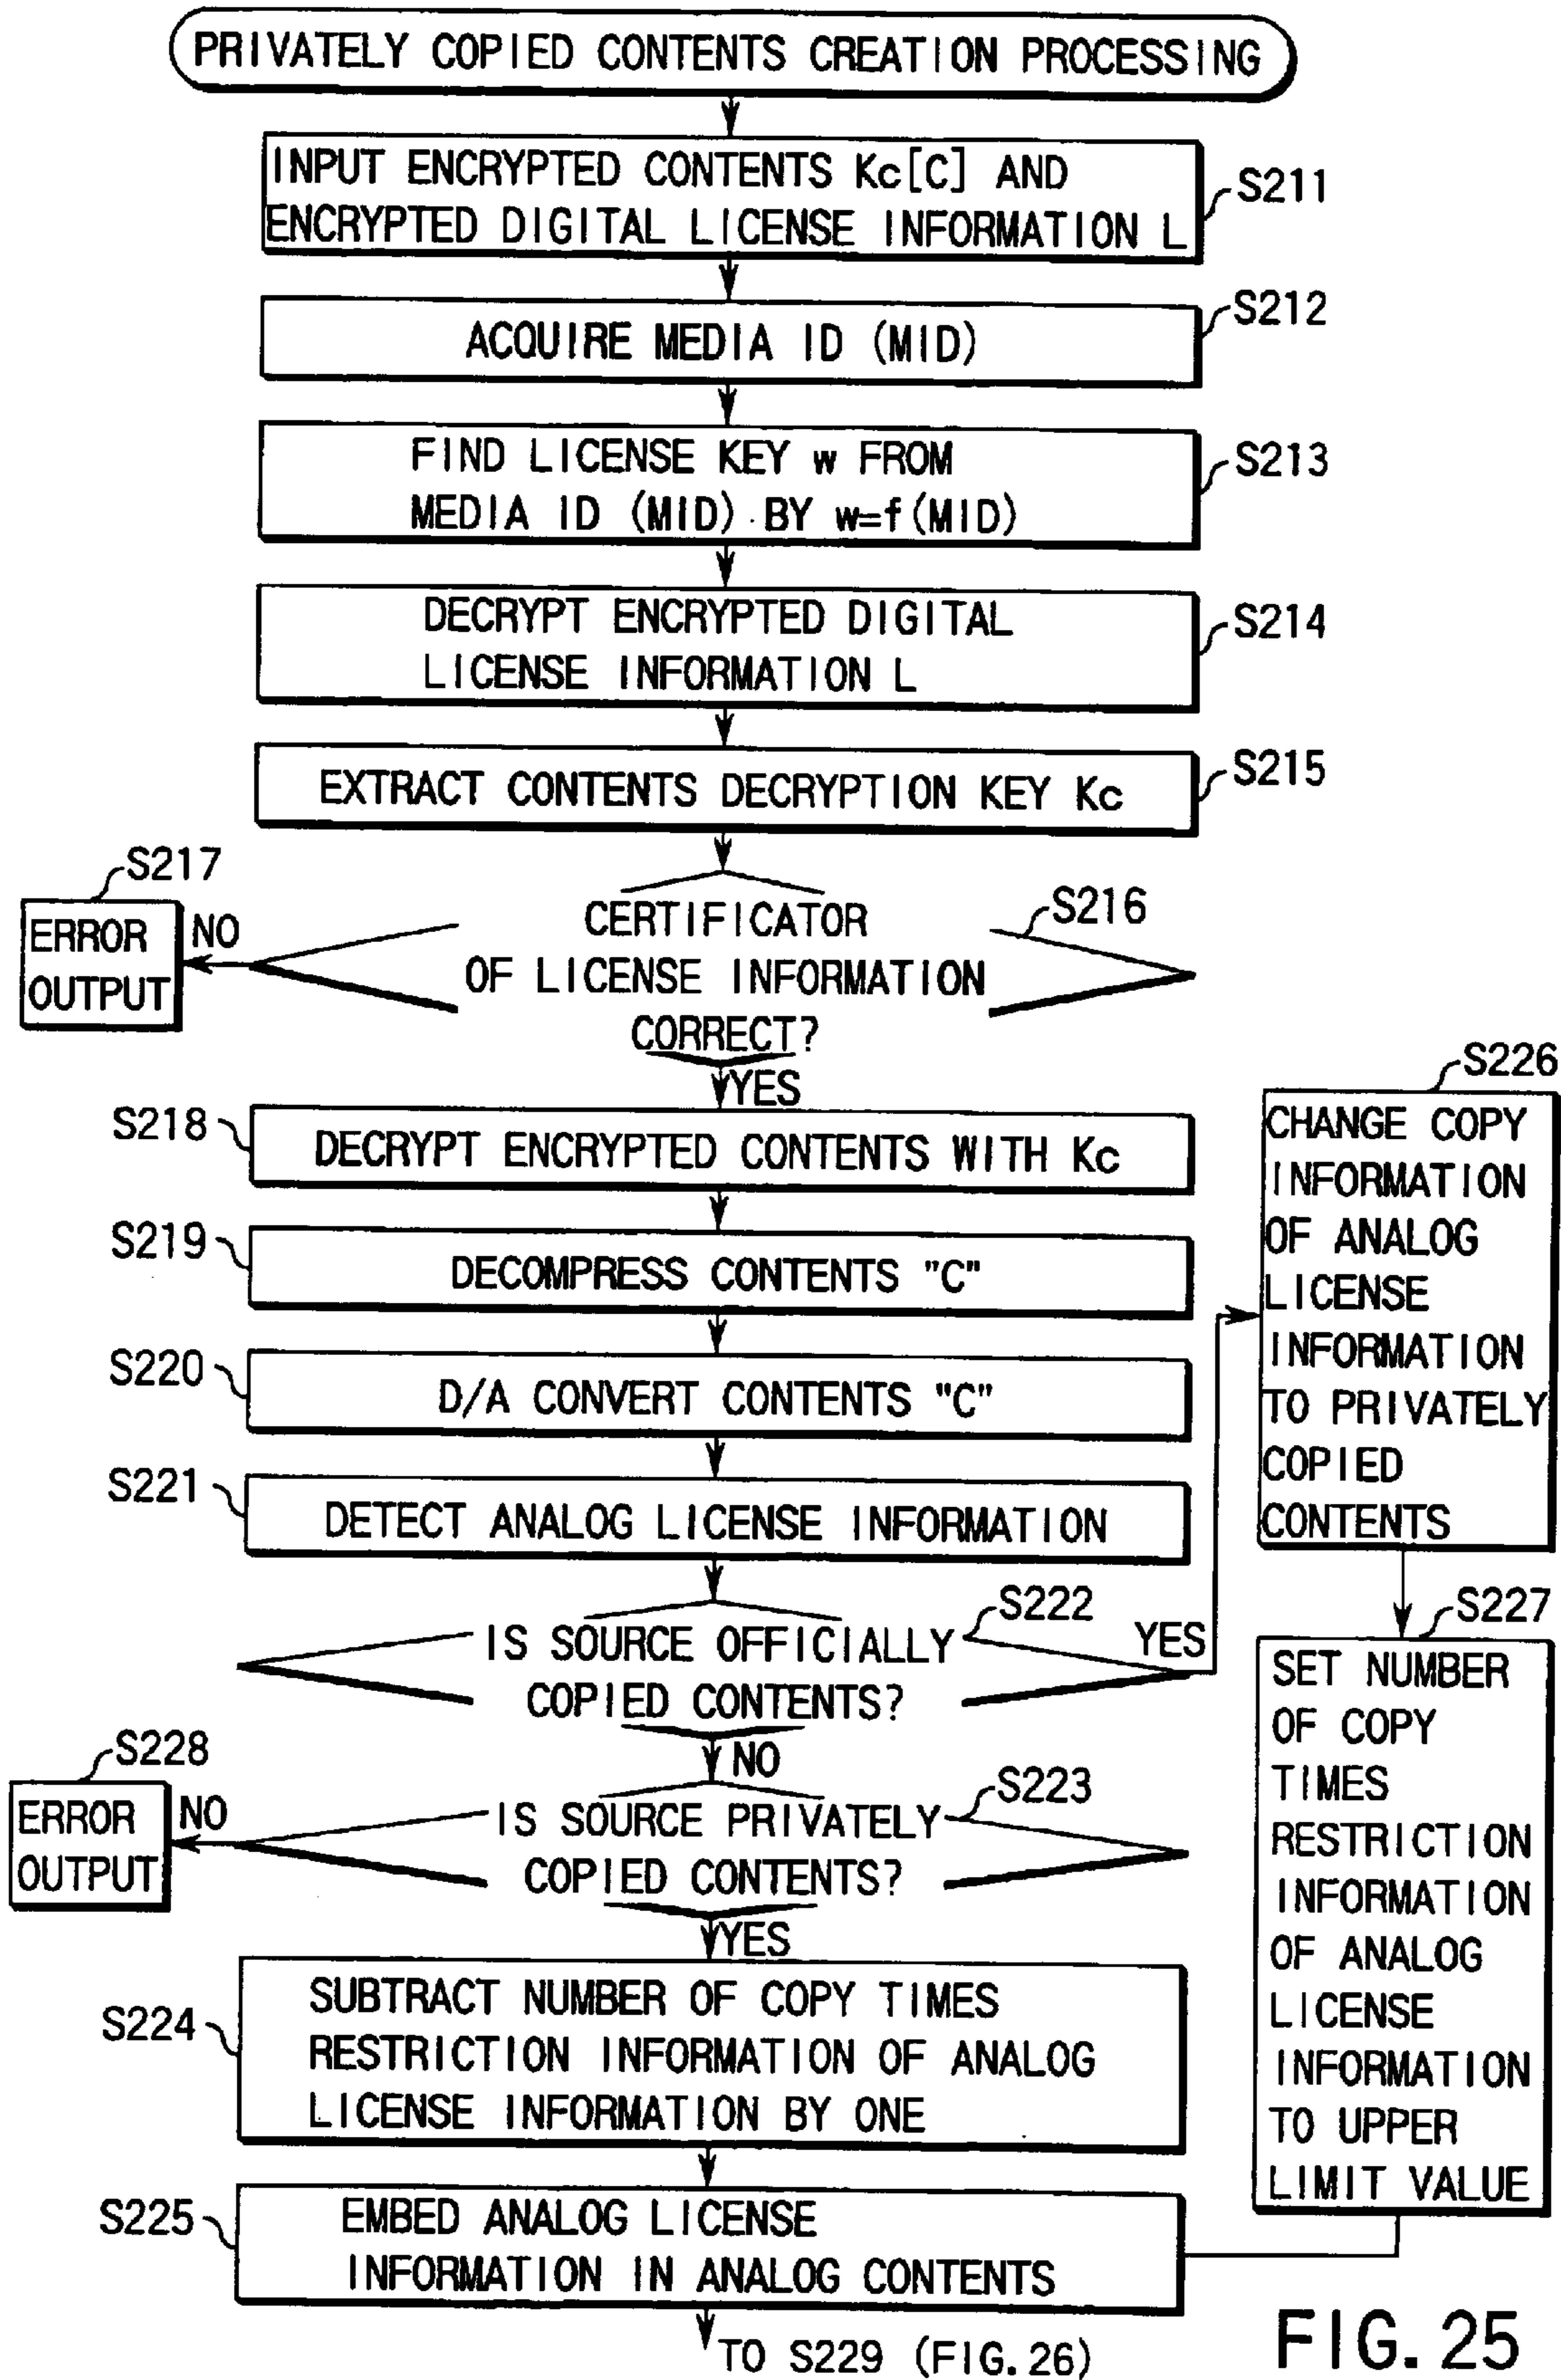 PRIVATELY COPIED CONTENTS CREATION PROCESSING
INPUT ENCRYPTED CONTENTS Kc[C] AND
ENCRYPTED DIGITAL LICENSE INFORMATION L
S211
ACQUIRE MEDIA ID (MID)
S212
FIND LICENSE KEY w FROM
MEDIA ID (MID) BY w=f(MID)
S213
DECRYPT ENCRYPTED DIGITAL
LICENSE INFORMATION L
S214
EXTRACT CONTENTS DECRYPTION KEY Kc
S215
S217
ERROR
OUTPUT
NO
CERTIFICATOR
OF LICENSE INFORMATION
CORRECT?
S216
YES
S218
DECRYPT ENCRYPTED CONTENTS WITH Kc
S219
DECOMPRESS CONTENTS "C"
S220
D/A CONVERT CONTENTS "C"
S221
DETECT ANALOG LICENSE INFORMATION
S222
IS SOURCE OFFICIALLY
COPIED CONTENTS?
YES
S226
CHANGE COPY
INFORMATION
OF ANALOG
LICENSE
INFORMATION
TO PRIVATELY
COPIED
CONTENTS
S227
SET NUMBER
OF COPY
TIMES
RESTRICTION
INFORMATION
OF ANALOG
LICENSE
INFORMATION
TO UPPER
LIMIT VALUE
NO
S228
ERROR
OUTPUT
NO
IS SOURCE PRIVATELY
COPIED CONTENTS?
S223
YES
S224
SUBTRACT NUMBER OF COPY TIMES
RESTRICTION INFORMATION OF ANALOG
LICENSE INFORMATION BY ONE
S225
EMBED ANALOG LICENSE
INFORMATION IN ANALOG CONTENTS
TO S229 (FIG. 26)
FIG. 25